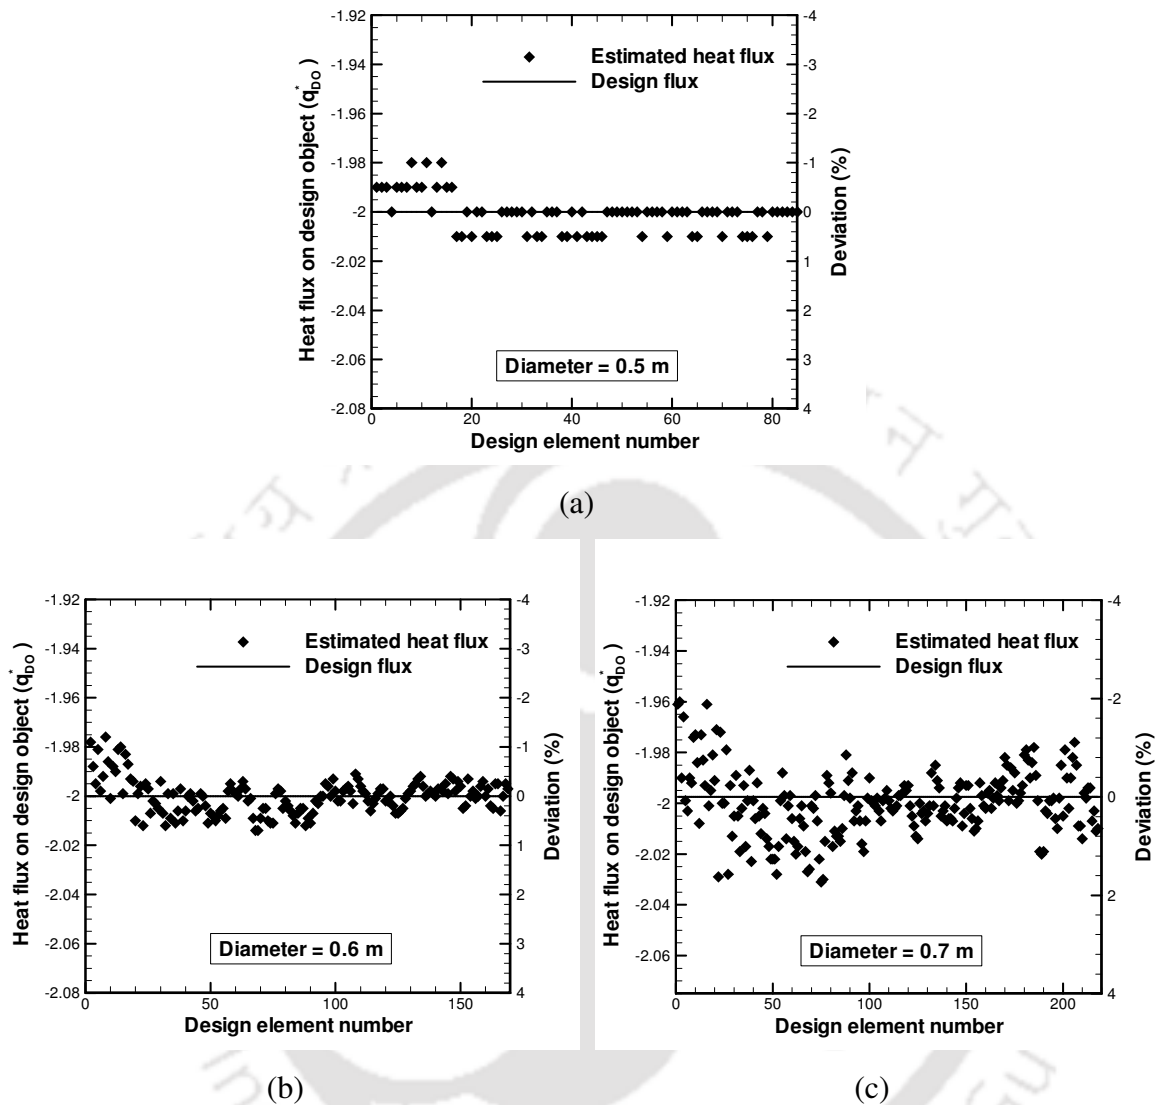 -1.92
-1.94
-1.96
-1.98
-2
-2.02
-2.04
-2.06
-2.08
Heat flux on design object (q*DO)
Estimated heat flux
Design flux
Diameter = 0.5 m
0 20 40 60 80
Design element number
-4
-3
-2
-1
0
1
2
3
4
Deviation (%)
(a)
-1.92
-1.94
-1.96
-1.98
-2
-2.02
-2.04
-2.06
-2.08
Heat flux on design object (q*DO)
Estimated heat flux
Design flux
Diameter = 0.6 m
0 50 100 150
Design element number
-4
-3
-2
-1
0
1
2
3
4
Deviation (%)
(b)
-1.92
-1.94
-1.96
-1.98
-2
-2.02
-2.04
-2.06
Heat flux on design object (q*DO)
Estimated heat flux
Design flux
Diameter = 0.7 m
0 50 100 150 200
Design element number
-4
-2
0
2
4
Deviation (%)
(c)